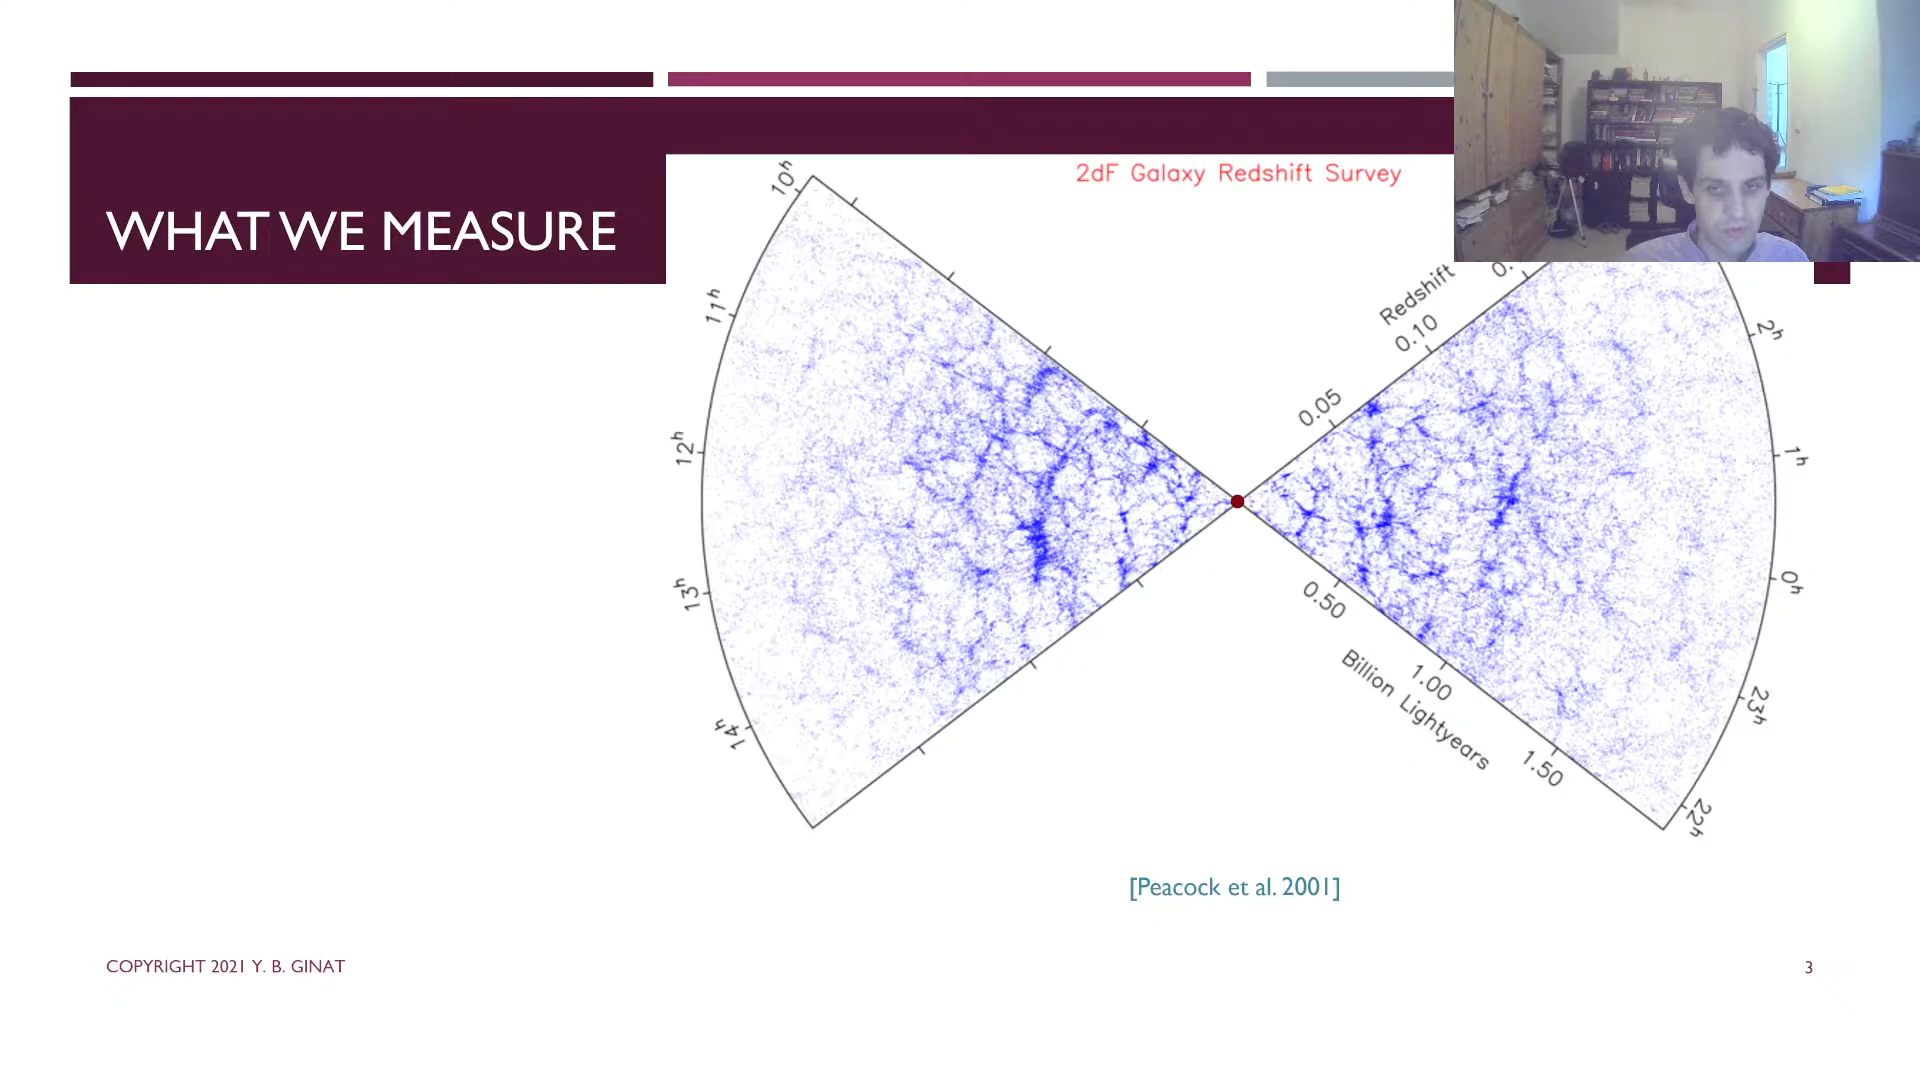 WHAT WE MEASURE
2dF Galaxy Redshift Survey
10h
11h
12h
13h
14h
Redshift
0.10
0.05
0.50
1.00
1.50
Billion Lightyears
2h
1h
0h
23h
22h
[Peacock et al. 2001]
COPYRIGHT 2021 Y. B. GINAT
3